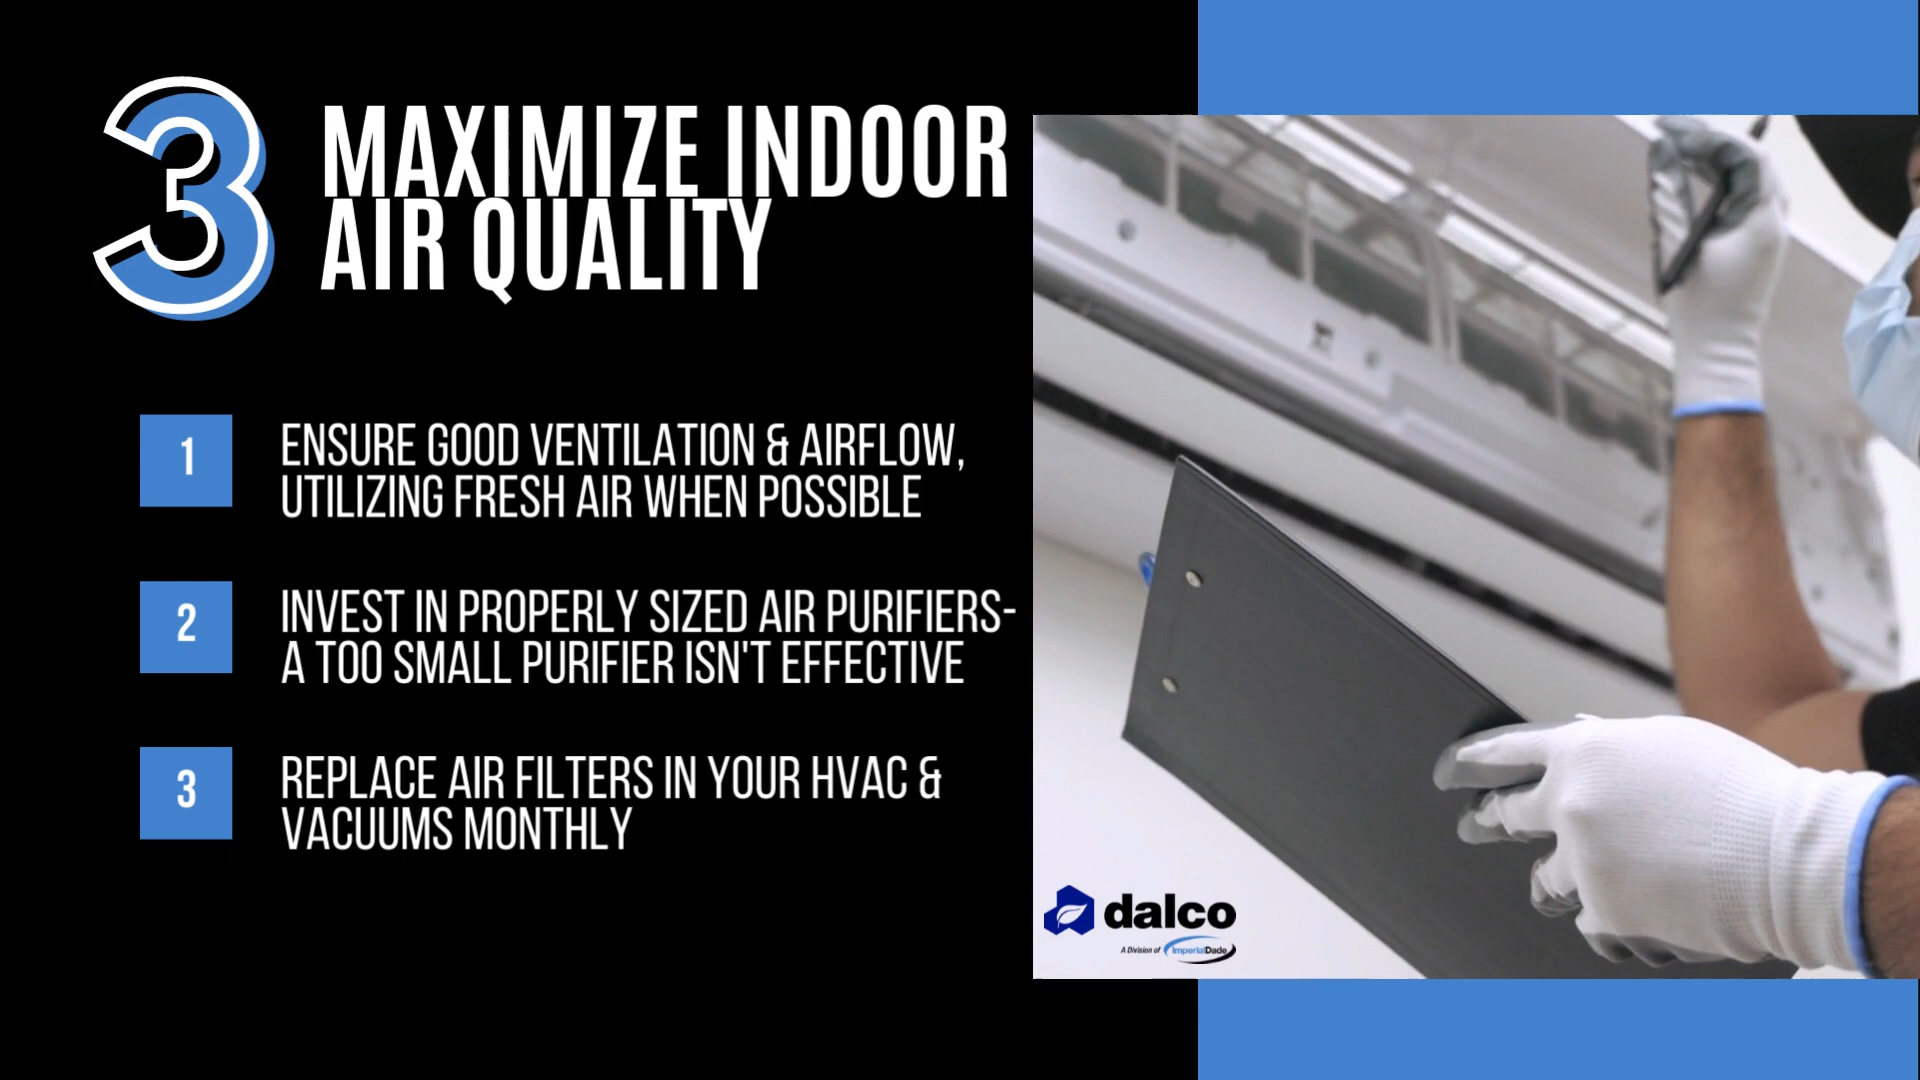 3
MAXIMIZE INDOOR
AIR QUALITY
1
ENSURE GOOD VENTILATION & AIRFLOW,
UTILIZING FRESH AIR WHEN POSSIBLE
2
INVEST IN PROPERLY SIZED AIR PURIFIERS-
A TOO SMALL PURIFIER ISN'T EFFECTIVE
3
REPLACE AIR FILTERS IN YOUR HVAC &
VACUUMS MONTHLY
dalco
A Division of ImperialDade